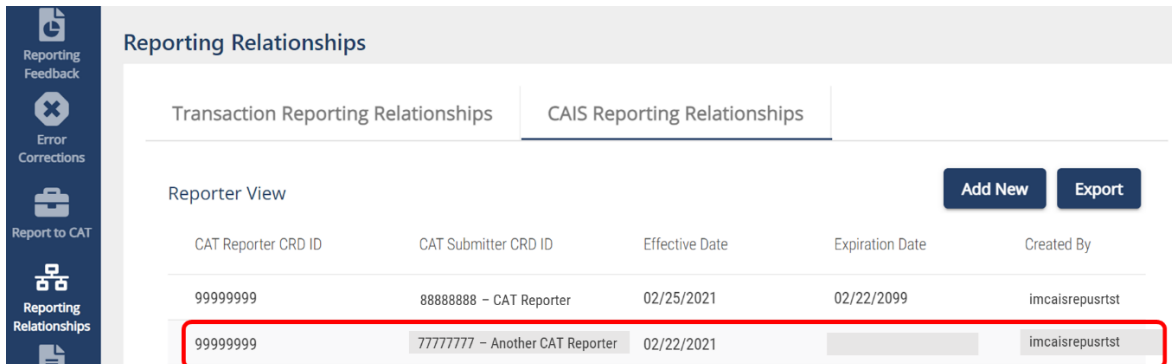 Reporting
Feedback
Error
Corrections
Report to CAT
Reporting
Relationships
Reporting Relationships
Transaction Reporting Relationships CAIS Reporting Relationships
Reporter View Add New Export
CAT Reporter CRD ID CAT Submitter CRD ID Effective Date Expiration Date Created By
99999999 88888888 – CAT Reporter 02/25/2021 02/22/2099 imcaisrepusrtst
99999999 77777777 – Another CAT Reporter 02/22/2021 imcaisrepusrtst